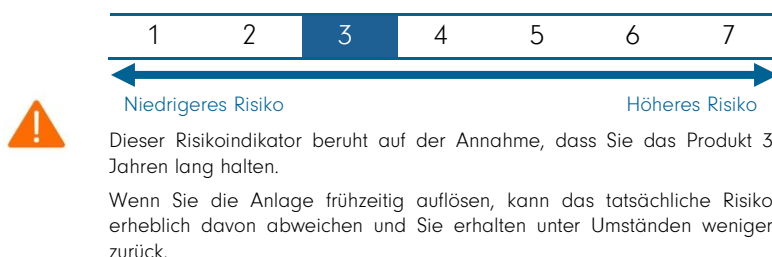 1 2 3 4 5 6 7
Niedrigeres Risiko Höheres Risiko
Dieser Risikoindikator beruht auf der Annahme, dass Sie das Produkt 3
Jahren lang halten.
Wenn Sie die Anlage frühzeitig auflösen, kann das tatsächliche Risiko
erheblich davon abweichen und Sie erhalten unter Umständen weniger
zurück.